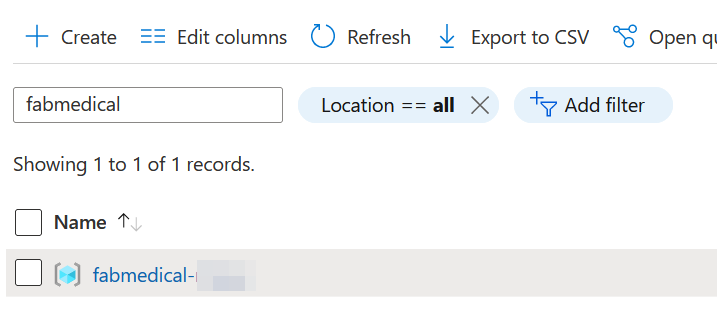 Create Edit columns Refresh Export to CSV Open
fabmedical Location == all Add filter
Showing 1 to 1 of 1 records.
Name
fabmedical-